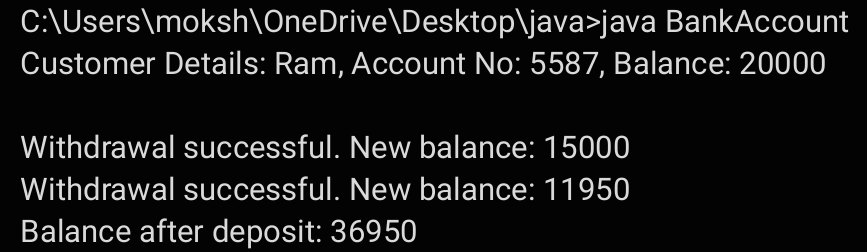 C:\Users\moksh\OneDrive\Desktop\java>java BankAccount
Customer Details: Ram, Account No: 5587, Balance: 20000
Withdrawal successful. New balance: 15000
Withdrawal successful. New balance: 11950
Balance after deposit: 36950